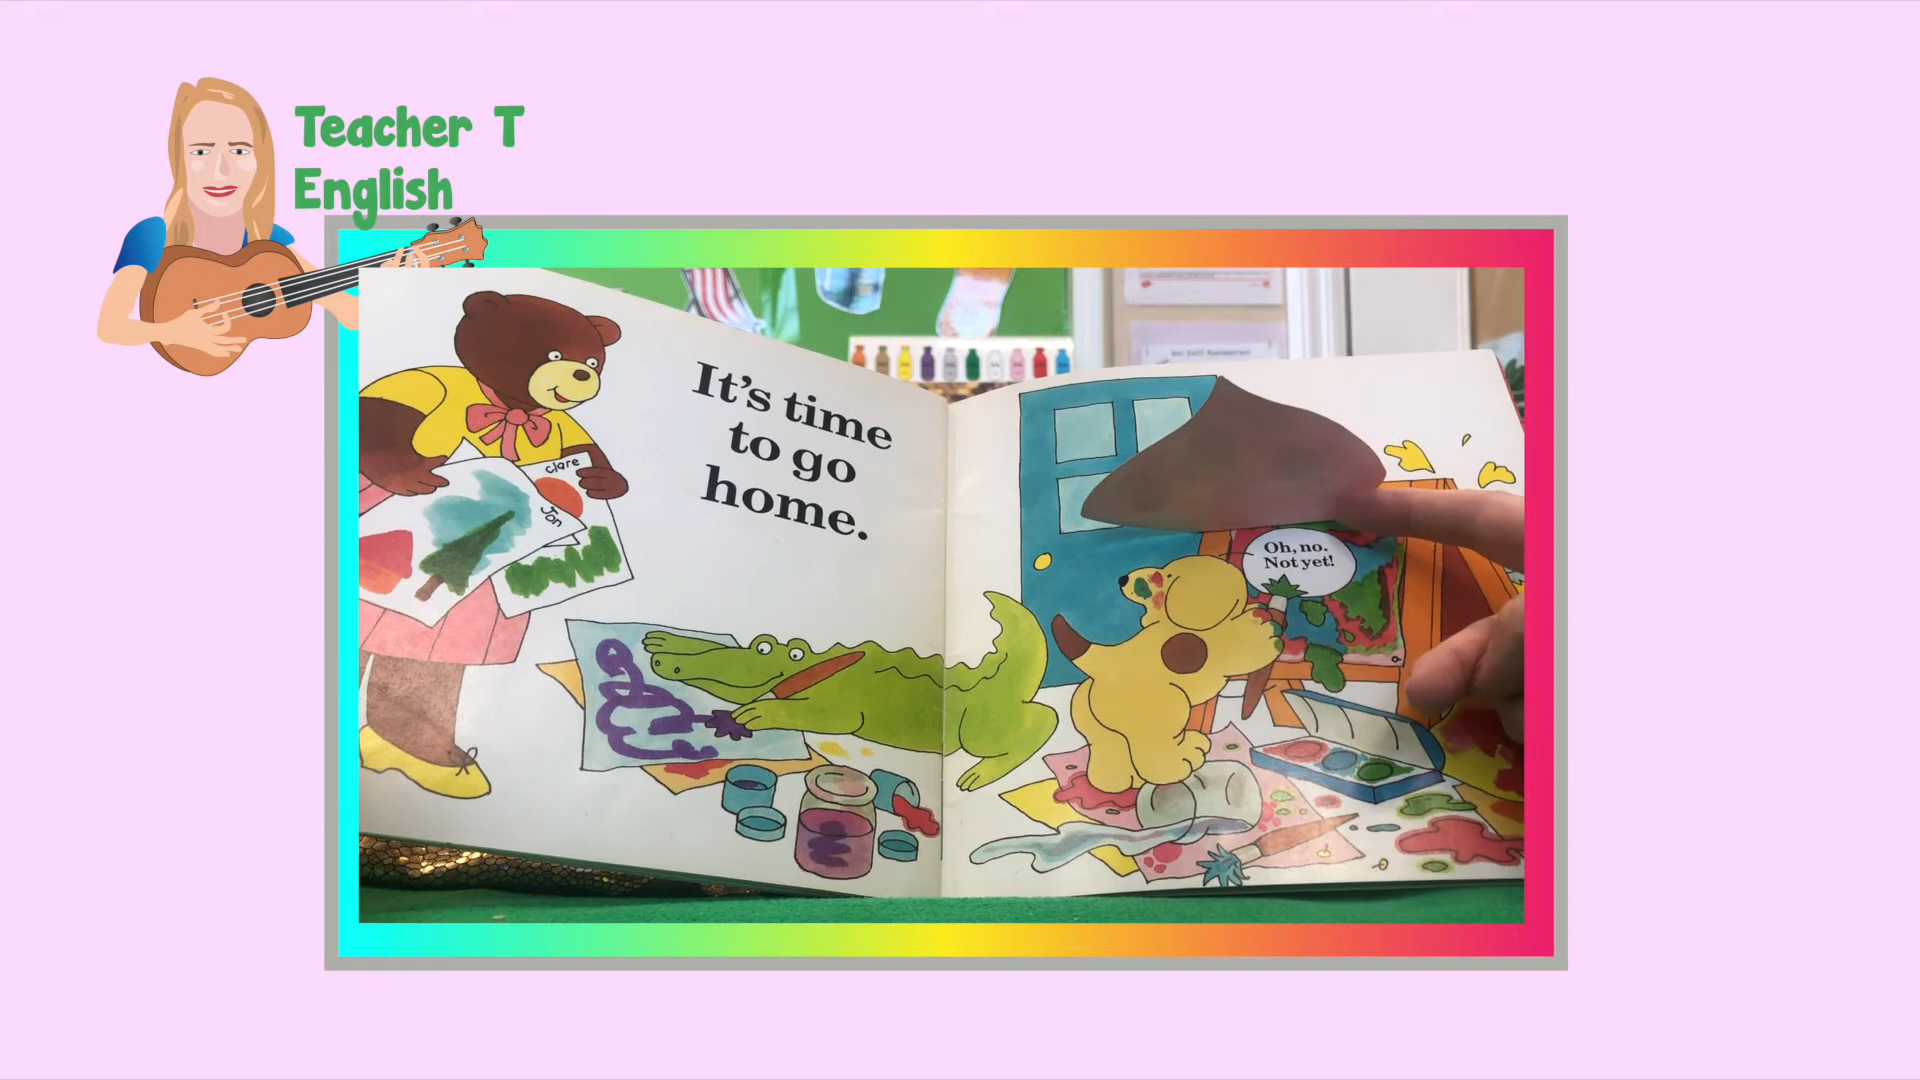 Teacher T
English
It's time
to go
home.
clare
Jon
Oh, no.
Not yet!